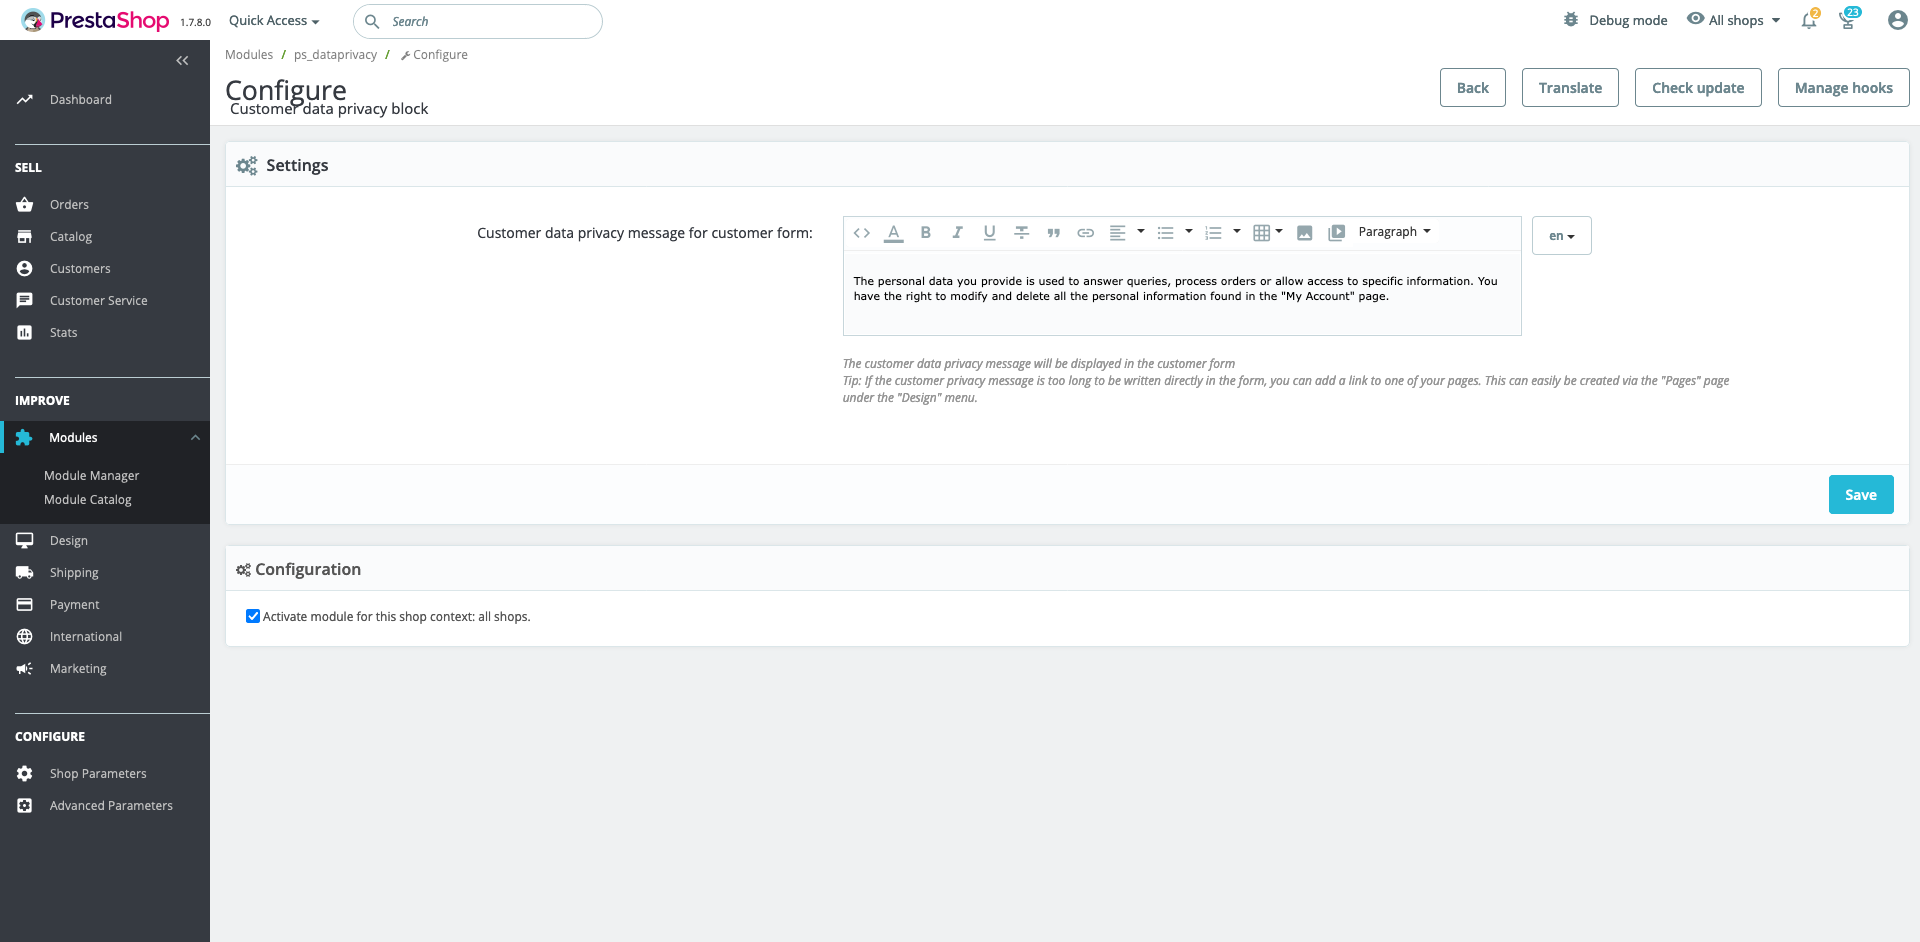 PrestaShop 1.7.8.0 Quick Access Search Debug mode All shops 2 23
Modules / ps_dataprivacy / Configure
Configure
Customer data privacy block
Back Translate Check update Manage hooks
Dashboard
SELL
Orders
Catalog
Customers
Customer Service
Stats
IMPROVE
Modules
Module Manager
Module Catalog
Design
Shipping
Payment
International
Marketing
CONFIGURE
Shop Parameters
Advanced Parameters
Settings
Customer data privacy message for customer form:
Paragraph
en
The personal data you provide is used to answer queries, process orders or allow access to specific information. You
have the right to modify and delete all the personal information found in the "My Account" page.
The customer data privacy message will be displayed in the customer form
Tip: If the customer privacy message is too long to be written directly in the form, you can add a link to one of your pages. This can easily be created via the "Pages" page
under the "Design" menu.
Save
Configuration
Activate module for this shop context: all shops.